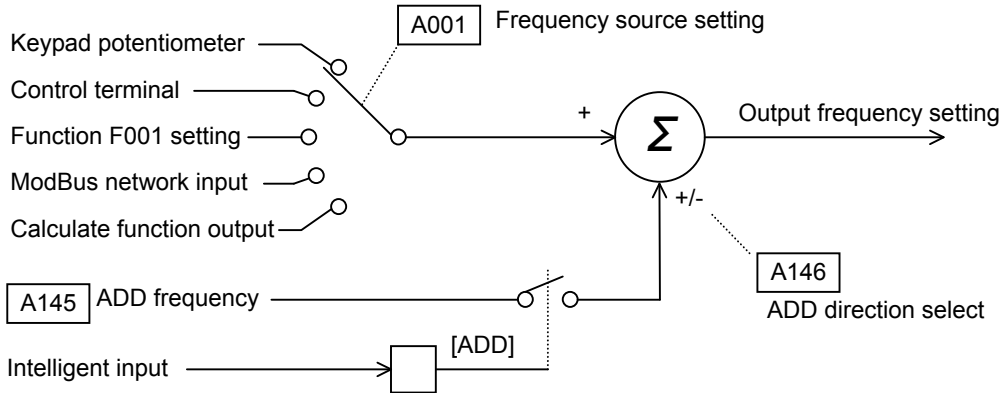 A001 Frequency source setting
Keypad potentiometer
Control terminal
Function F001 setting
ModBus network input
Calculate function output
+
Σ
Output frequency setting
+/-
A146
ADD direction select
A145 ADD frequency
[ADD]
Intelligent input